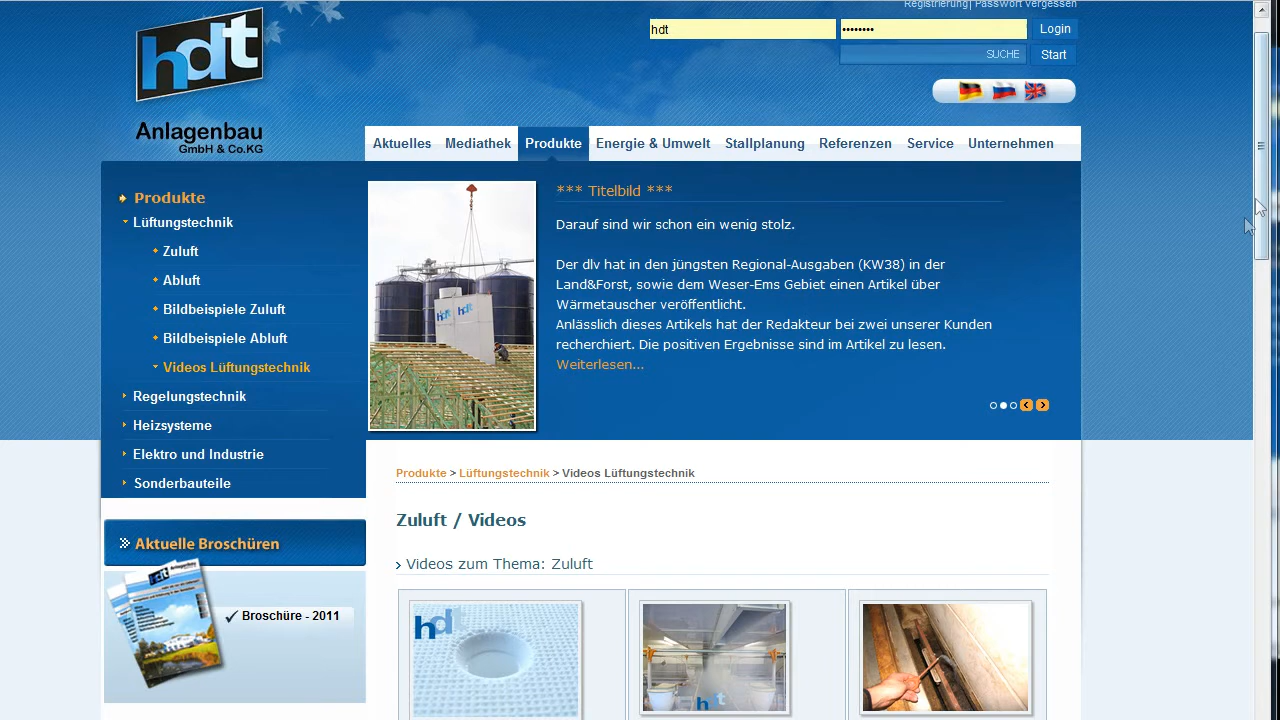 Registrierung| Passwort vergessen
hdt
hdt
••••••••
Login
SUCHE
Start
Anlagenbau
GmbH & Co.KG
Aktuelles
Mediathek
Produkte
Energie & Umwelt
Stallplanung
Referenzen
Service
Unternehmen
Produkte
Lüftungstechnik
Zuluft
Abluft
Bildbeispiele Zuluft
Bildbeispiele Abluft
Videos Lüftungstechnik
Regelungstechnik
Heizsysteme
Elektro und Industrie
Sonderbauteile
hdt hdt
*** Titelbild ***
Darauf sind wir schon ein wenig stolz.
Der dlv hat in den jüngsten Regional-Ausgaben (KW38) in der
Land&Forst, sowie dem Weser-Ems Gebiet einen Artikel über
Wärmetauscher veröffentlicht.
Anlässlich dieses Artikels hat der Redakteur bei zwei unserer Kunden
recherchiert. Die positiven Ergebnisse sind im Artikel zu lesen.
Weiterlesen...
Aktuelle Broschüren
hdt
Broschüre - 2011
Produkte > Lüftungstechnik > Videos Lüftungstechnik
Zuluft / Videos
Videos zum Thema: Zuluft
hdt
hdt